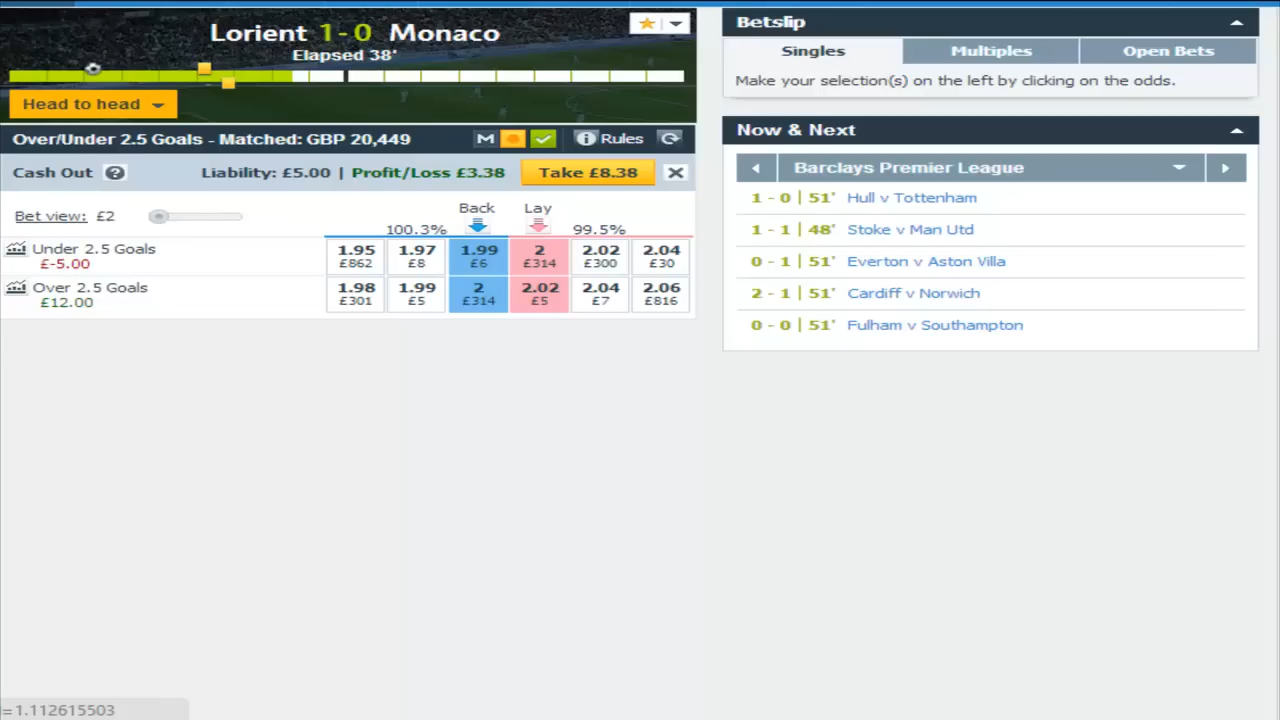 Lorient 1-0 Monaco
Elapsed 38'
Head to head
Over/Under 2.5 Goals - Matched: GBP 20,449 M Rules
Cash Out ? Liability: £5.00 | Profit/Loss £3.38 Take £8.38 X
Bet view: £2 Back Lay
100.3% 99.5%
Under 2.5 Goals 1.95 1.97 1.99 2 2.02 2.04
£-5.00 £862 £8 £6 £314 £300 £30
Over 2.5 Goals 1.98 1.99 2 2.02 2.04 2.06
£12.00 £301 £5 £314 £5 £7 £816
Betslip
Singles Multiples Open Bets
Make your selection(s) on the left by clicking on the odds.
Now & Next
Barclays Premier League
1 - 0 | 51' Hull v Tottenham
1 - 1 | 48' Stoke v Man Utd
0 - 1 | 51' Everton v Aston Villa
2 - 1 | 51' Cardiff v Norwich
0 - 0 | 51' Fulham v Southampton
=1.112615503